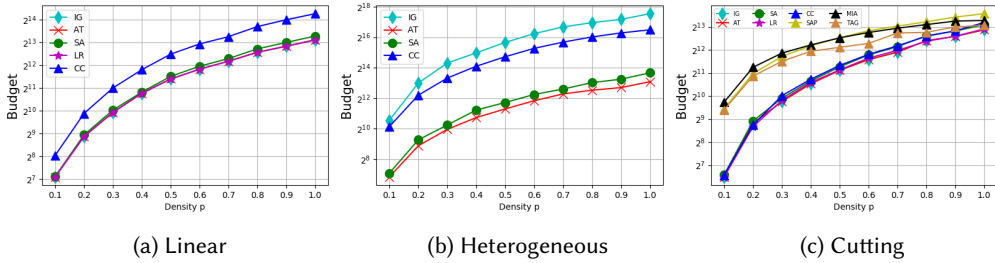 IG
AT
SA
LR
CC
2^14
2^13
2^12
2^11
2^10
2^9
2^8
2^7
Budget
0.1 0.2 0.3 0.4 0.5 0.6 0.7 0.8 0.9 1.0
Density p
(a) Linear
IG
AT
SA
CC
2^18
2^16
2^14
2^12
2^10
2^8
Budget
0.1 0.2 0.3 0.4 0.5 0.6 0.7 0.8 0.9 1.0
Density p
(b) Heterogeneous
IG SA CC MIA
AT LR SAP TAG
2^13
2^12
2^11
2^10
2^9
2^8
2^7
Budget
0.1 0.2 0.3 0.4 0.5 0.6 0.7 0.8 0.9 1.0
Density p
(c) Cutting